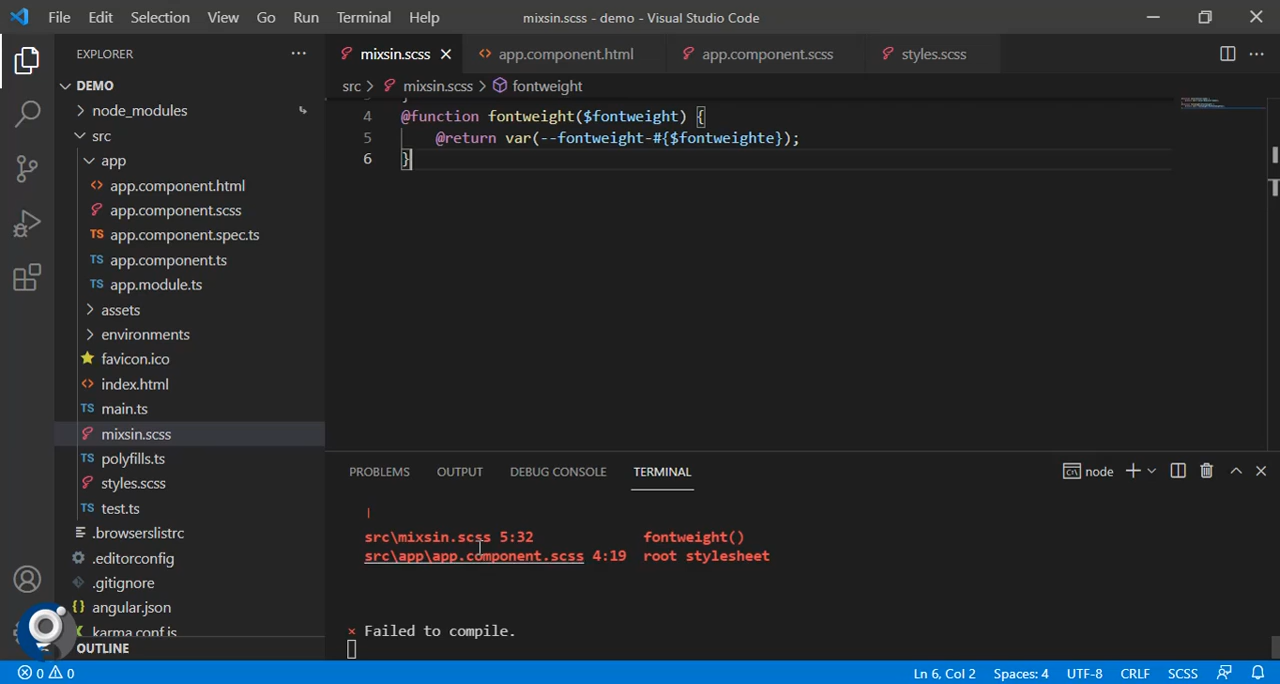 File Edit Selection View Go Run Terminal Help
mixsin.scss - demo - Visual Studio Code
EXPLORER
mixsin.scss
app.component.html
app.component.scss
styles.scss
DEMO
src > mixsin.scss > fontweight
node_modules
src
app
app.component.html
app.component.scss
app.component.spec.ts
app.component.ts
app.module.ts
assets
environments
favicon.ico
index.html
main.ts
mixsin.scss
polyfills.ts
styles.scss
test.ts
.browserslistrc
.editorconfig
.gitignore
angular.json
karma.conf.js
OUTLINE
4 @function fontweight($fontweight) {
5 @return var(--fontweight-#{$fontweighte});
6 }
PROBLEMS OUTPUT DEBUG CONSOLE TERMINAL
node
|
src\mixsin.scss 5:32 fontweight()
src\app\app.component.scss 4:19 root stylesheet
× Failed to compile.
0 0
Ln 6, Col 2 Spaces: 4 UTF-8 CRLF SCSS